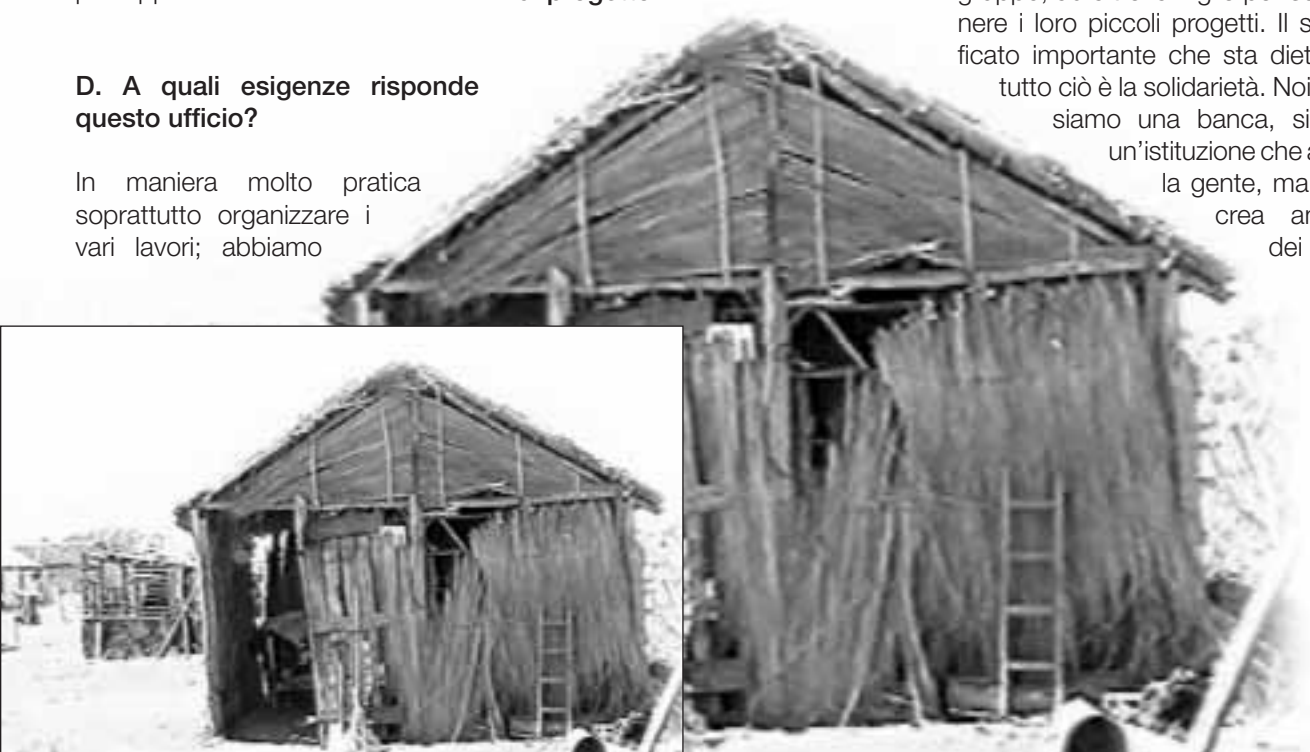 progetto
D. A quali esigenze risponde
questo ufficio?
In maniera molto pratica
soprattutto organizzare i
vari lavori; abbiamo
nere i loro piccoli progetti. Il s
ficato importante che sta diet
tutto ciò è la solidarietà. Noi
siamo una banca, si
un'istituzione che a
la gente, ma
crea
dei